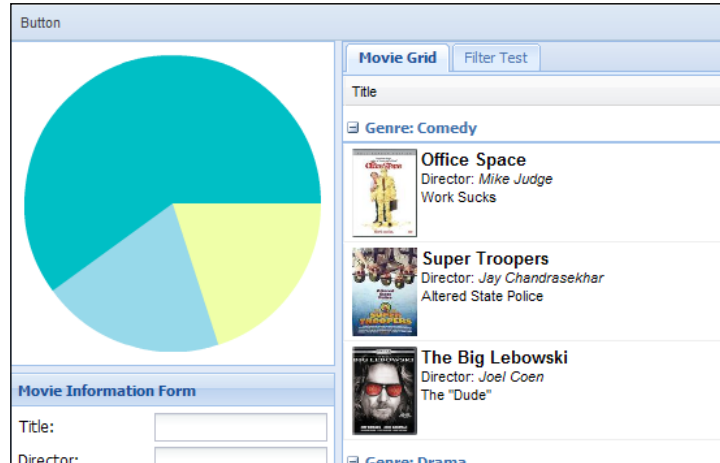 Button
Movie Grid
Filter Test
Title
Genre: Comedy
Office Space
Director: Mike Judge
Work Sucks
Super Troopers
Director: Jay Chandrasekhar
Altered State Police
SUPER
TROOPERS
The Big Lebowski
Director: Joel Coen
The "Dude"
Movie Information Form
Title:
Director:
Genre: Drama